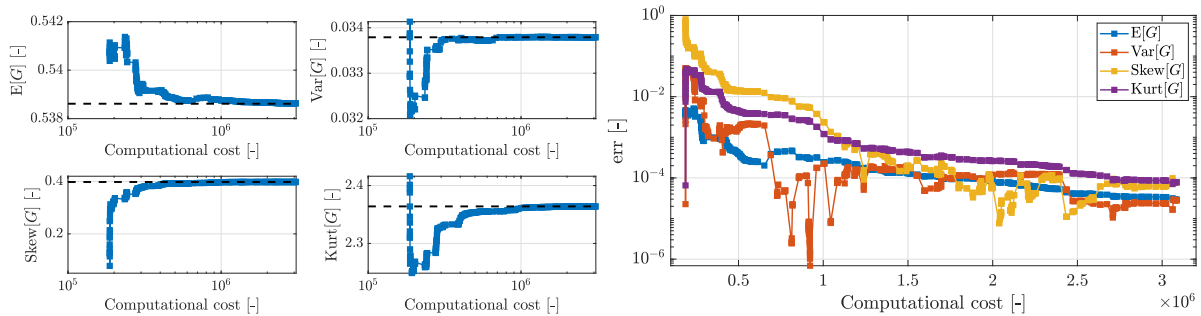 0.542
0.54
0.538
E[G] [-]
10^5
10^6
Computational cost [-]
0.034
0.033
0.032
Var[G] [-]
10^5
10^6
Computational cost [-]
0.4
0.2
Skew[G] [-]
10^5
10^6
Computational cost [-]
2.4
2.3
Kurt[G] [-]
10^5
10^6
Computational cost [-]
10^0
10^-2
10^-4
10^-6
err [-]
E[G]
Var[G]
Skew[G]
Kurt[G]
0.5
1
1.5
2
2.5
3
Computational cost [-]
×10^6